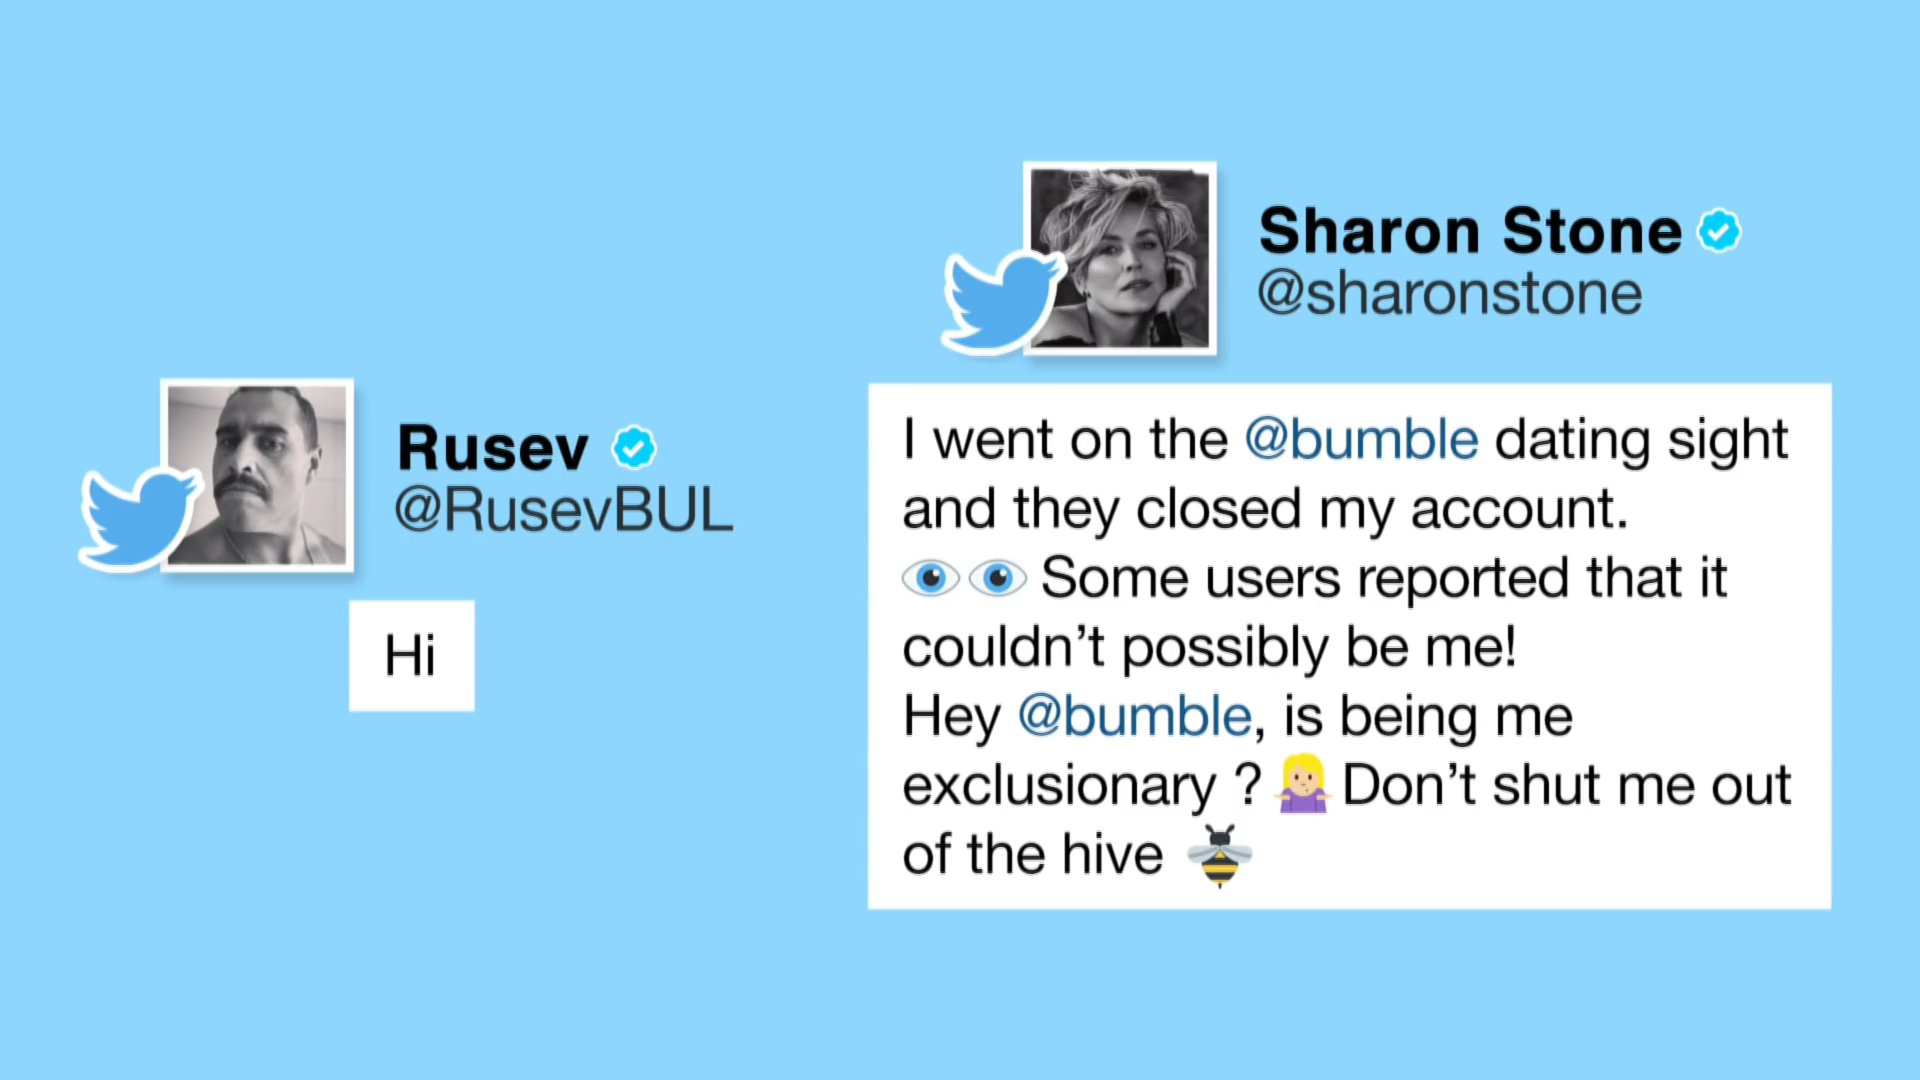 Rusev
@RusevBUL
Hi
Sharon Stone
@sharonstone
I went on the @bumble dating sight
and they closed my account.
👁️👁️ Some users reported that it
couldn’t possibly be me!
Hey @bumble, is being me
exclusionary ? 🤷🏼‍♀️ Don’t shut me out
of the hive 🐝